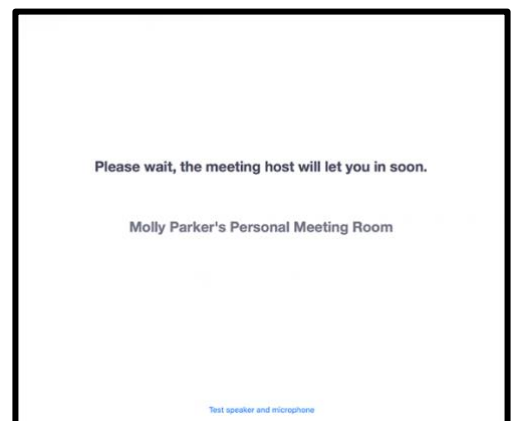 Please wait, the meeting host will let you in soon.
Molly Parker's Personal Meeting Room
Test speaker and microphone